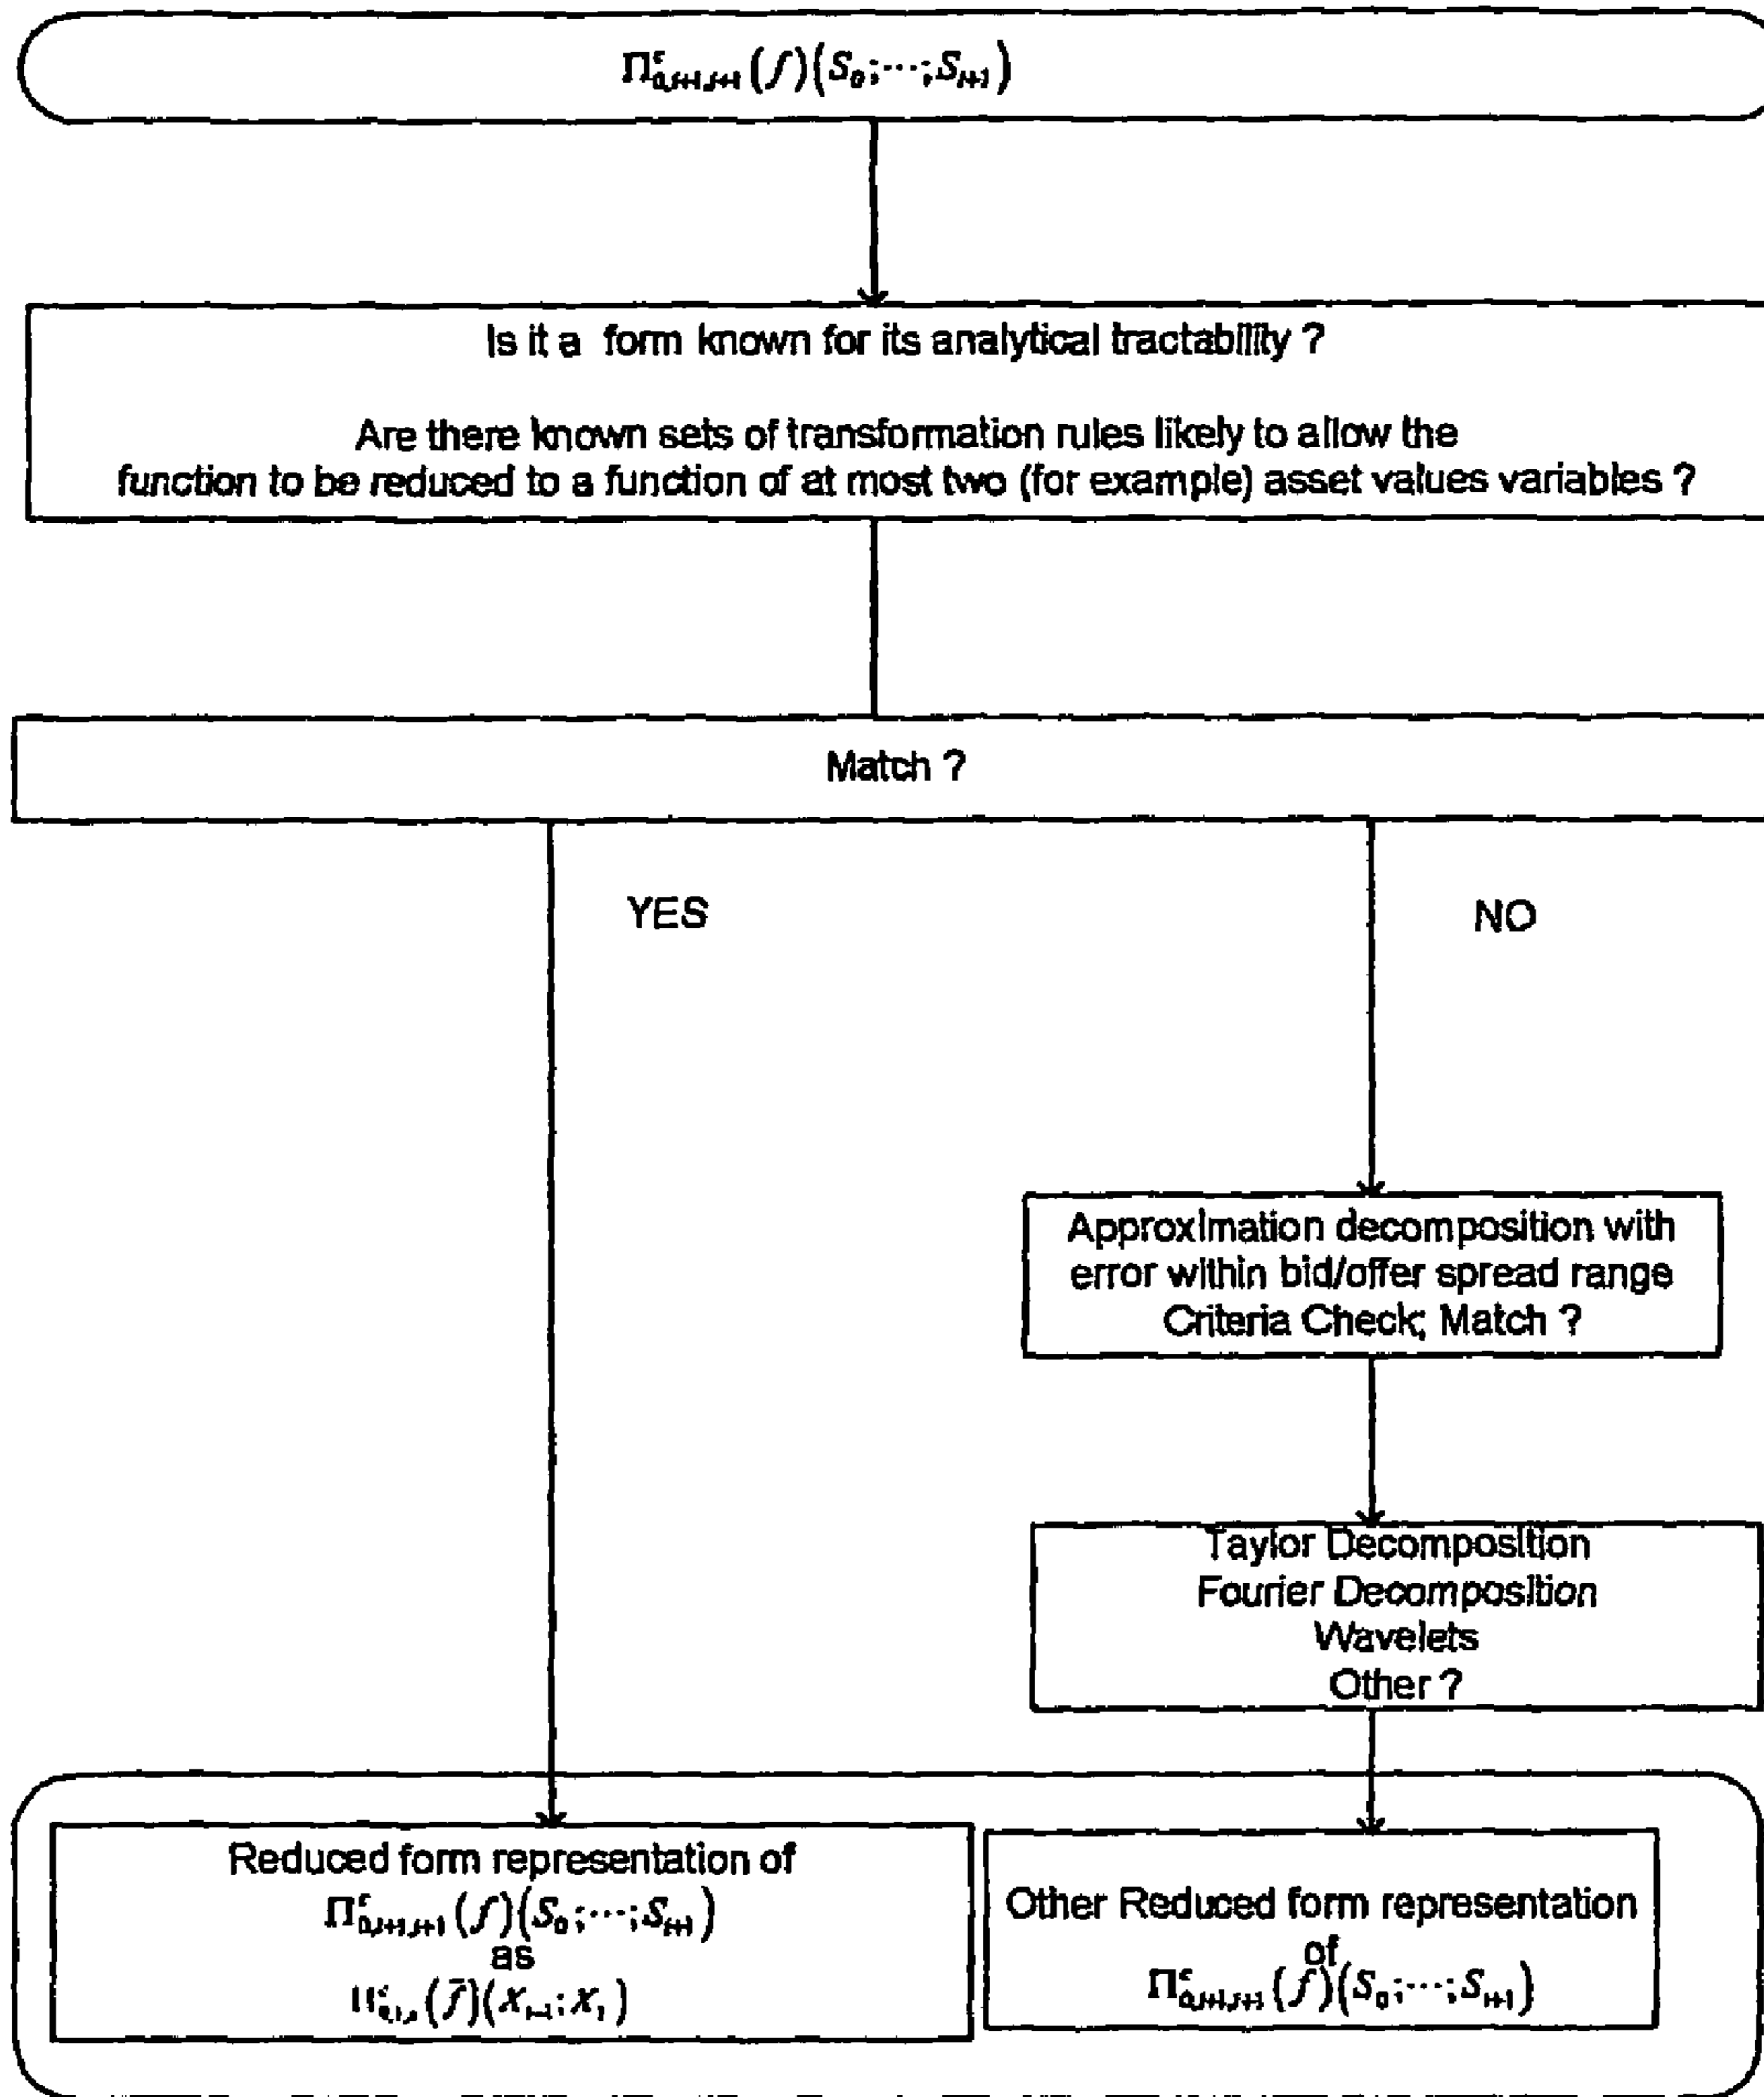 Π^c_{0,i+1,i+1}(f)(S_0;⋯;S_{i+1})
Is it a form known for its analytical tractability ?
Are there known sets of transformation rules likely to allow the
function to be reduced to a function of at most two (for example) asset values variables ?
Match ?
YES
NO
Approximation decomposition with
error within bid/offer spread range
Criteria Check; Match ?
Taylor Decomposition
Fourier Decomposition
Wavelets
Other ?
Reduced form representation of
Π^c_{0,i+1,i+1}(f)(S_0;⋯;S_{i+1})
as
Other Reduced form representation
of
Π^c_{0,i+1,i+1}(f)(S_0;⋯;S_{i+1})